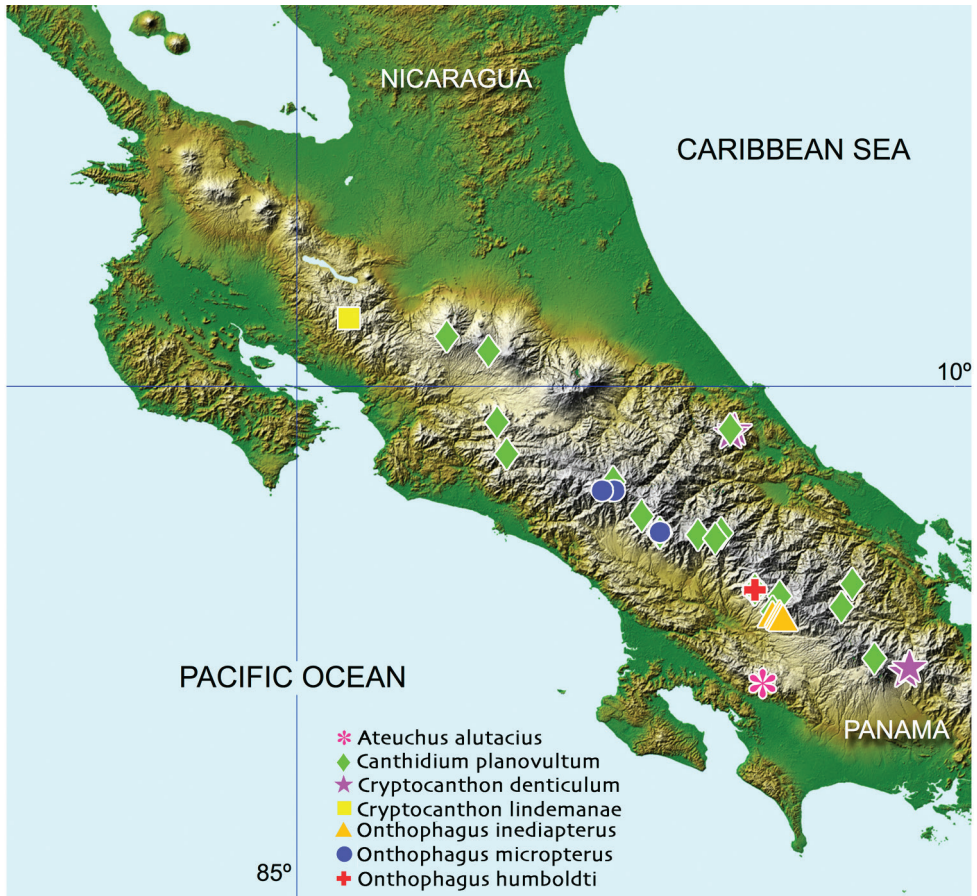 NICARAGUA
CARIBBEAN SEA
10º
PACIFIC OCEAN
PANAMA
Ateuchus alutacius
Canthidium planovultum
Cryptocanthon denticulum
Cryptocanthon lindemanae
Onthophagus inediapterus
Onthophagus micropterus
Onthophagus humboldti
85º